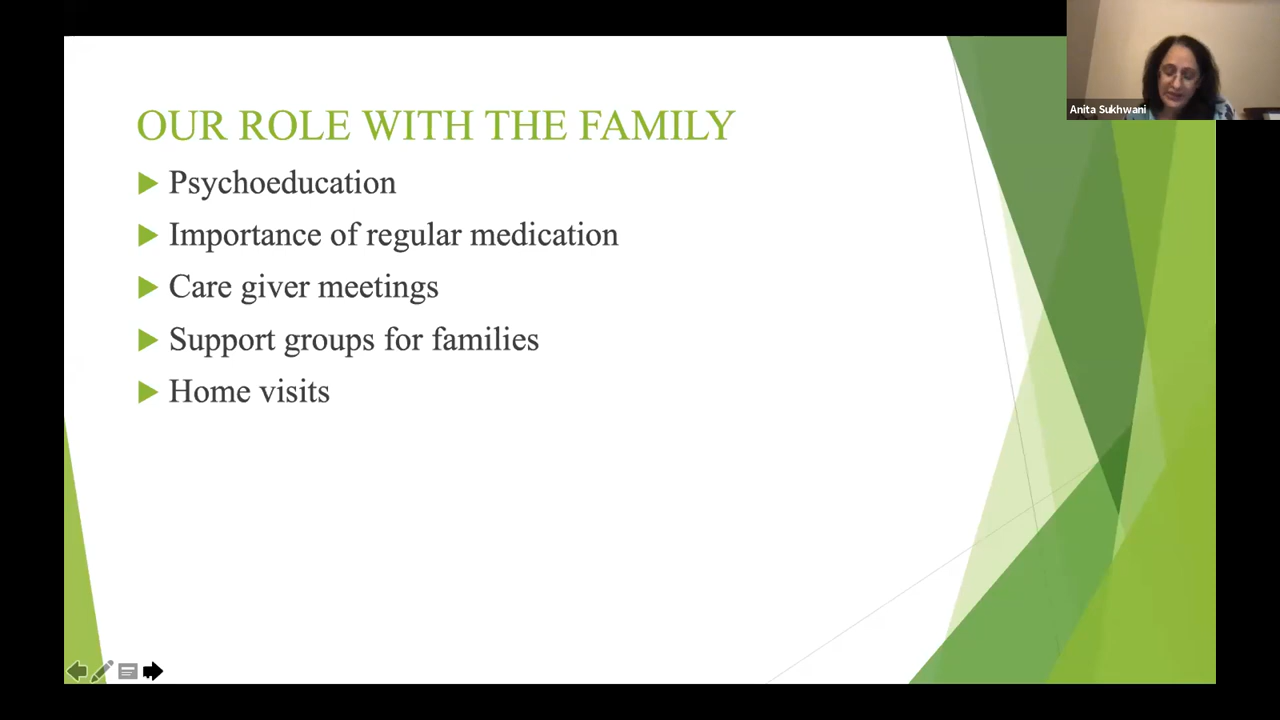 OUR ROLE WITH THE FAMILY
Psychoeducation
Importance of regular medication
Care giver meetings
Support groups for families
Home visits
Anita Sukhwani